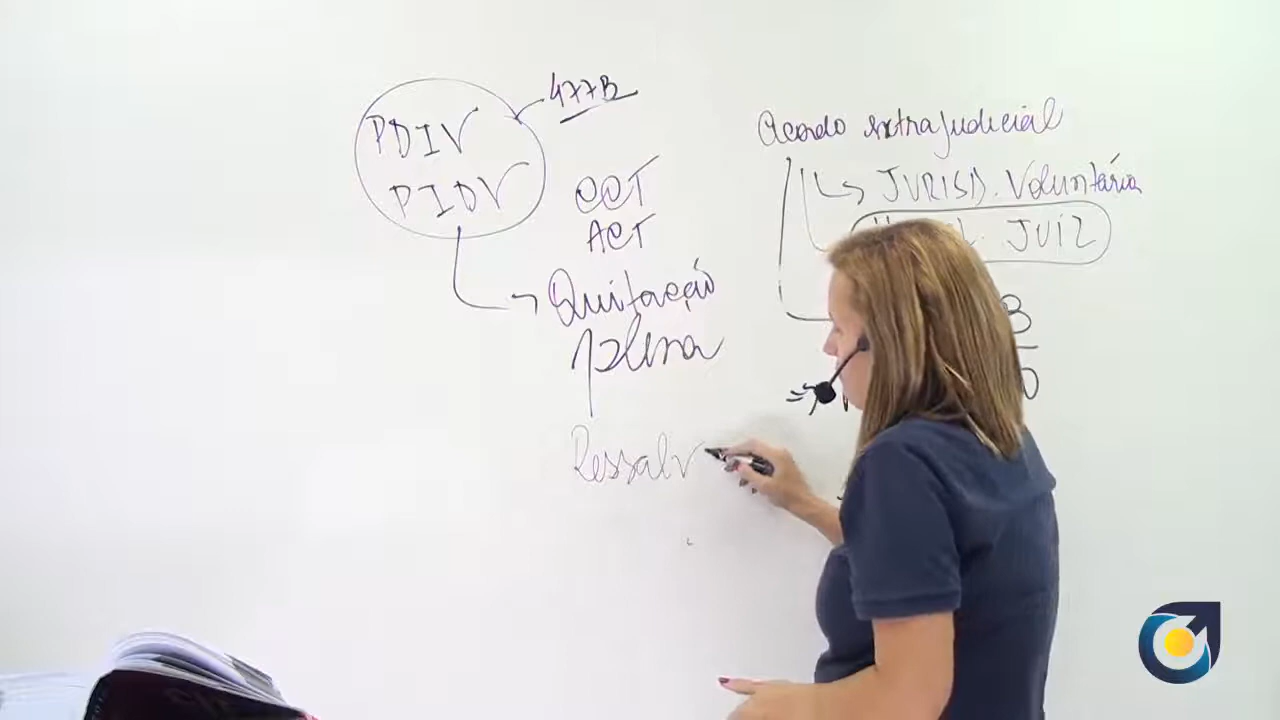 477B
PDIV
PIDV
CCT
ACT
Quitação
plena
Ressalv
Acordo extrajudicial
JURISD. Voluntária
JUIZ